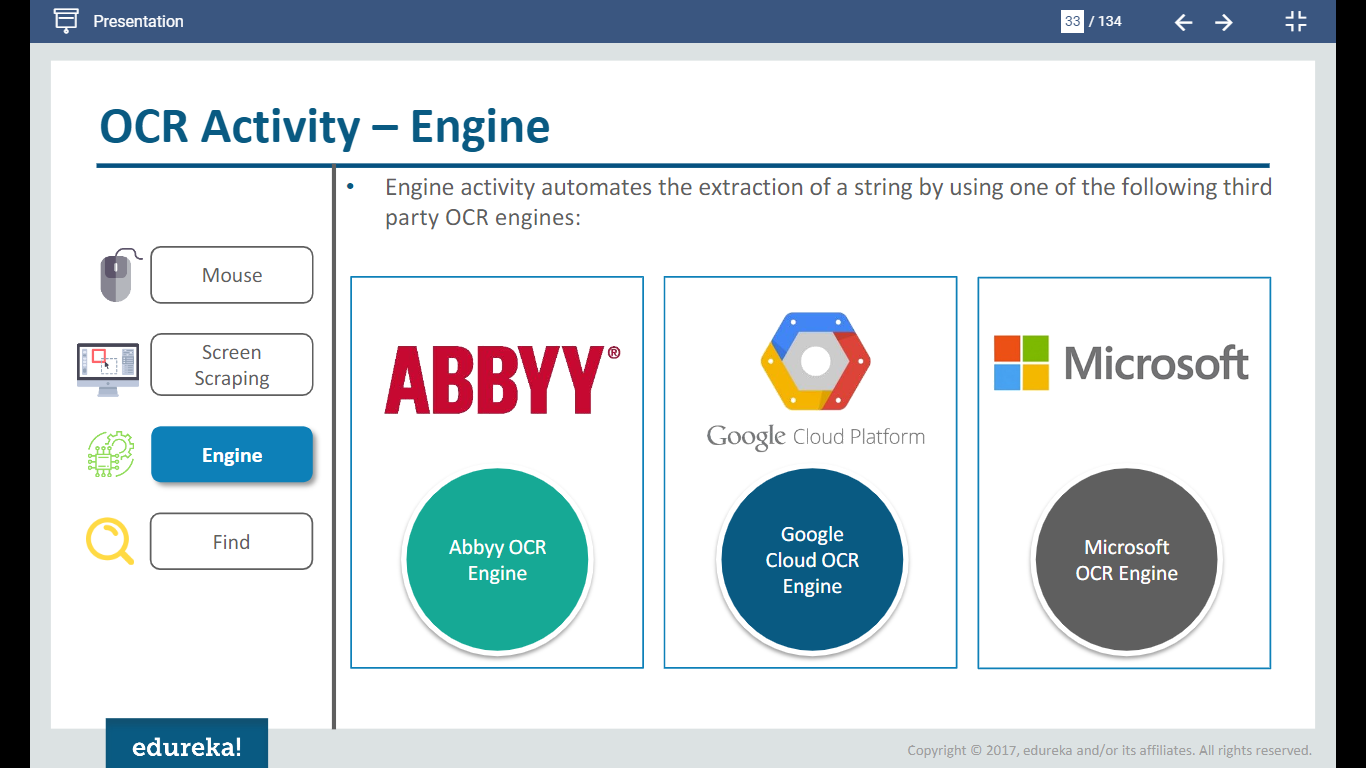 Presentation
33 / 134
OCR Activity – Engine
• Engine activity automates the extraction of a string by using one of the following third
party OCR engines:
Mouse
Screen
Scraping
Engine
Find
ABBYY®
Abbyy OCR
Engine
Google Cloud Platform
Google
Cloud OCR
Engine
Microsoft
Microsoft
OCR Engine
edureka!
Copyright © 2017, edureka and/or its affiliates. All rights reserved.